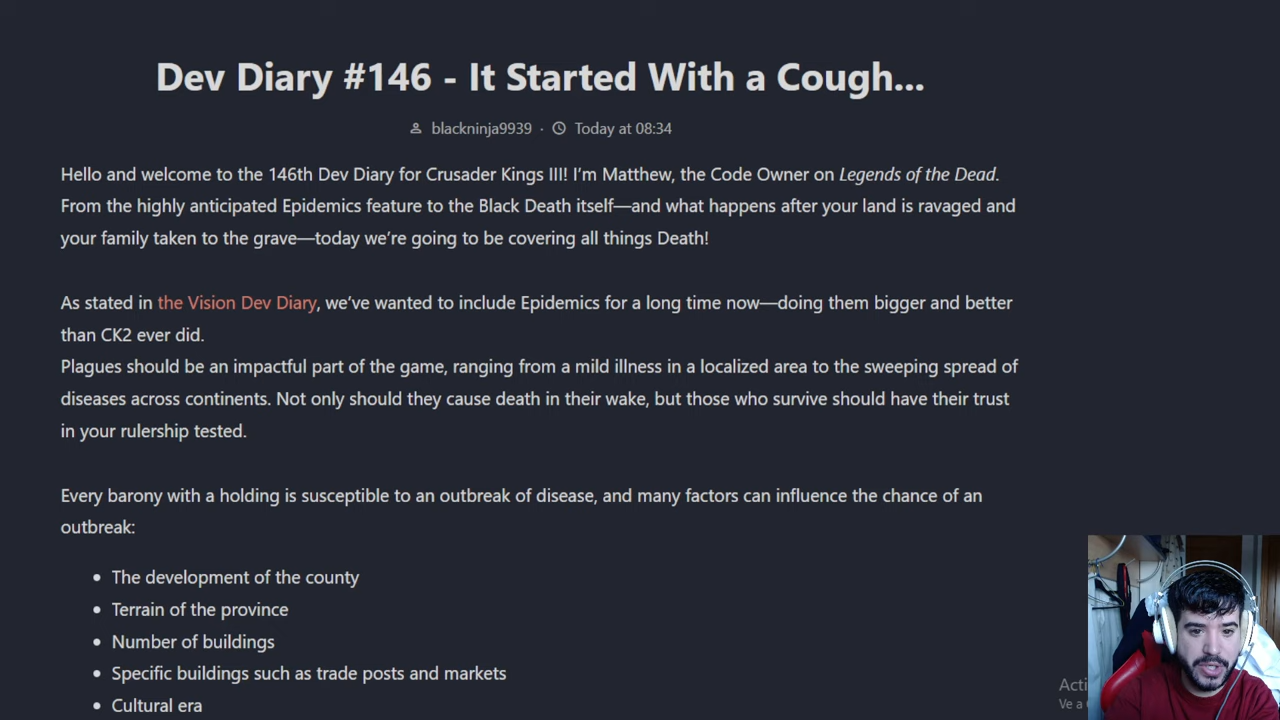 Dev Diary #146 - It Started With a Cough...
blackninja9939 · Today at 08:34
Hello and welcome to the 146th Dev Diary for Crusader Kings III! I'm Matthew, the Code Owner on Legends of the Dead.
From the highly anticipated Epidemics feature to the Black Death itself—and what happens after your land is ravaged and
your family taken to the grave—today we're going to be covering all things Death!
As stated in the Vision Dev Diary, we've wanted to include Epidemics for a long time now—doing them bigger and better
than CK2 ever did.
Plagues should be an impactful part of the game, ranging from a mild illness in a localized area to the sweeping spread of
diseases across continents. Not only should they cause death in their wake, but those who survive should have their trust
in your rulership tested.
Every barony with a holding is susceptible to an outbreak of disease, and many factors can influence the chance of an
outbreak:
• The development of the county
• Terrain of the province
• Number of buildings
• Specific buildings such as trade posts and markets
• Cultural era
Acti
Ve a